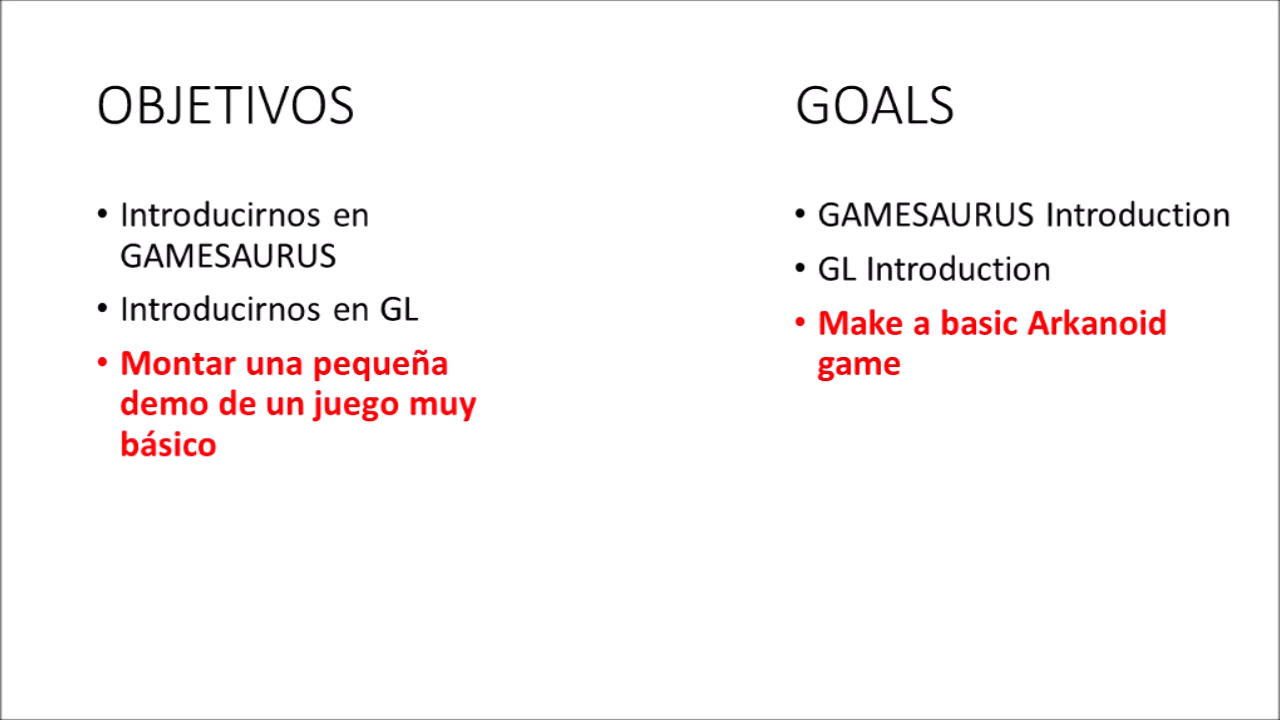 OBJETIVOS
• Introducirnos en
GAMESAURUS
• Introducirnos en GL
• Montar una pequeña
demo de un juego muy
básico
GOALS
• GAMESAURUS Introduction
• GL Introduction
• Make a basic Arkanoid
game